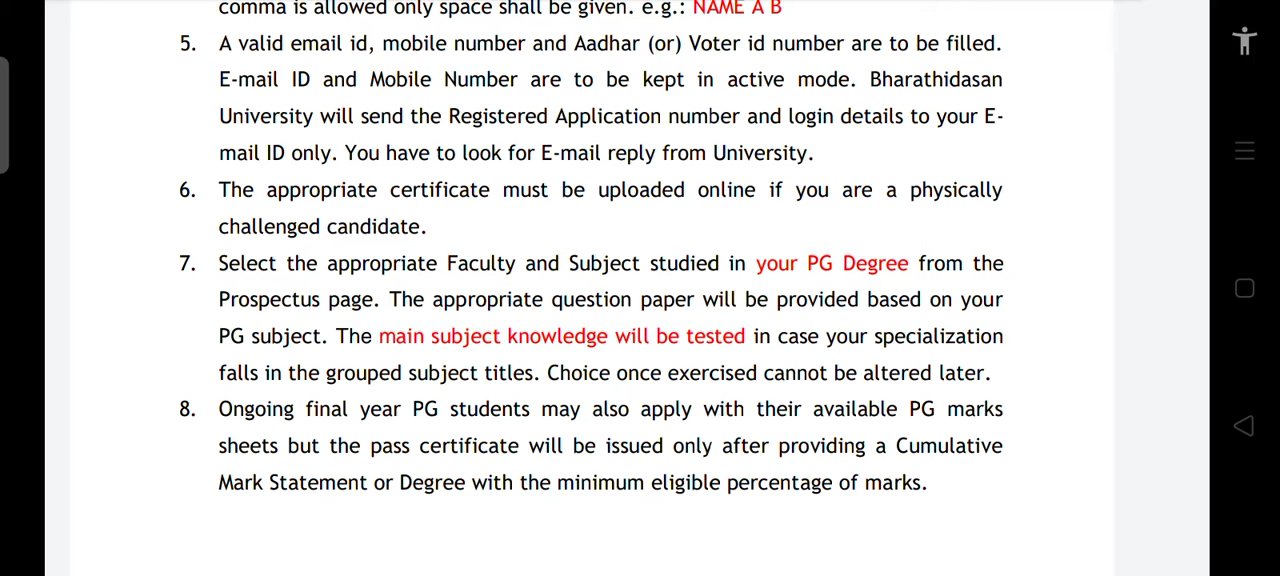 comma is allowed only space shall be given. e.g.: NAME A B
5. A valid email id, mobile number and Aadhar (or) Voter id number are to be filled.
E-mail ID and Mobile Number are to be kept in active mode. Bharathidasan
University will send the Registered Application number and login details to your E-
mail ID only. You have to look for E-mail reply from University.
6. The appropriate certificate must be uploaded online if you are a physically
challenged candidate.
7. Select the appropriate Faculty and Subject studied in your PG Degree from the
Prospectus page. The appropriate question paper will be provided based on your
PG subject. The main subject knowledge will be tested in case your specialization
falls in the grouped subject titles. Choice once exercised cannot be altered later.
8. Ongoing final year PG students may also apply with their available PG marks
sheets but the pass certificate will be issued only after providing a Cumulative
Mark Statement or Degree with the minimum eligible percentage of marks.